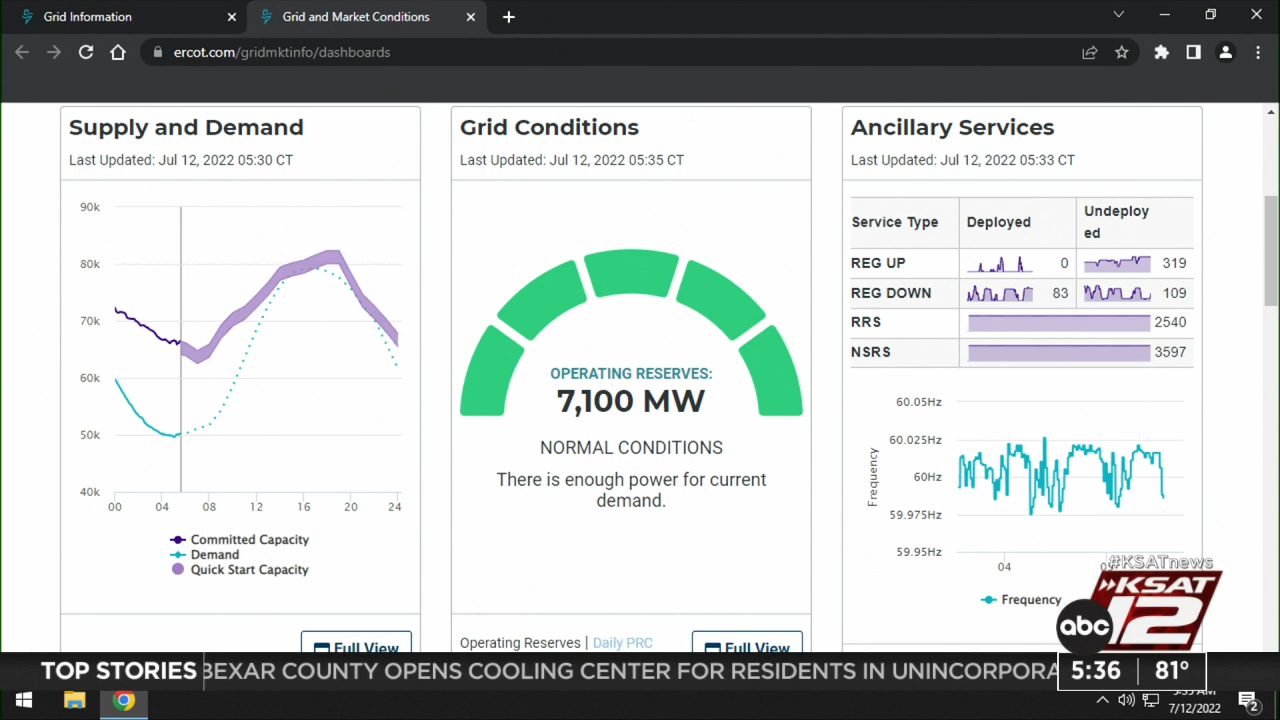 Grid Information
Grid and Market Conditions
ercot.com/gridmktinfo/dashboards
Supply and Demand
Last Updated: Jul 12, 2022 05:30 CT
90k
80k
70k
60k
50k
40k
00 04 08 12 16 20 24
Committed Capacity
Demand
Quick Start Capacity
Full View
Grid Conditions
Last Updated: Jul 12, 2022 05:35 CT
OPERATING RESERVES:
7,100 MW
NORMAL CONDITIONS
There is enough power for current
demand.
Operating Reserves | Daily PRC
Full View
Ancillary Services
Last Updated: Jul 12, 2022 05:33 CT
Service Type Deployed Undeploy
ed
REG UP 0 319
REG DOWN 83 109
RRS 2540
NSRS 3597
60.05Hz
60.025Hz
60Hz
59.975Hz
59.95Hz
Frequency
04
Frequency
#KSATnews
KSAT
12
abc
TOP STORIES BEXAR COUNTY OPENS COOLING CENTER FOR RESIDENTS IN UNINCORPORA
5:36 81°
7/12/2022
2